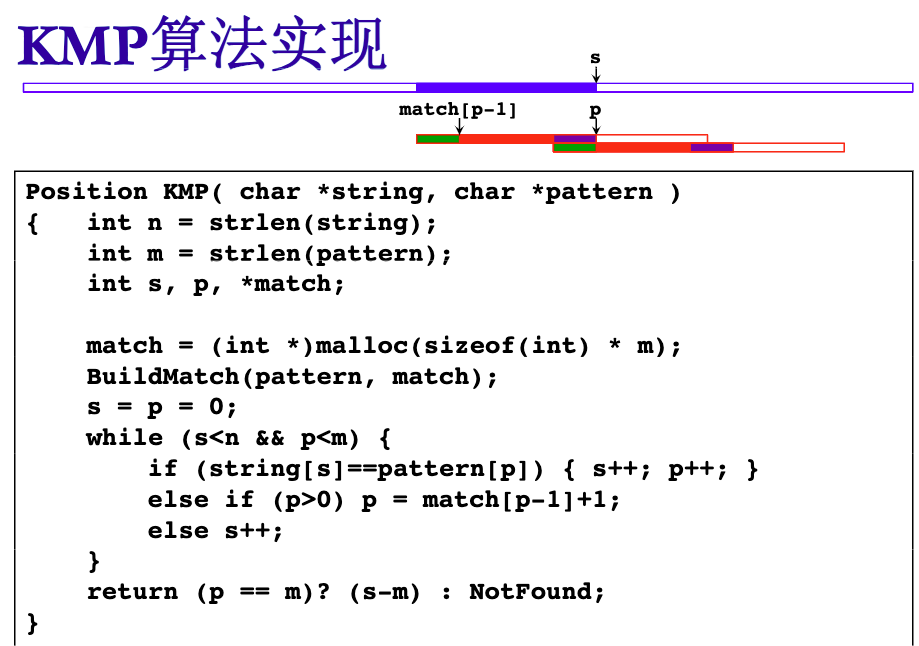 KMP算法实现
s
match[p-1] p
Position KMP( char *string, char *pattern )
{ int n = strlen(string);
int m = strlen(pattern);
int s, p, *match;
match = (int *)malloc(sizeof(int) * m);
BuildMatch(pattern, match);
s = p = 0;
while (s<n && p<m) {
if (string[s]==pattern[p]) { s++; p++; }
else if (p>0) p = match[p-1]+1;
else s++;
}
return (p == m)? (s-m) : NotFound;
}